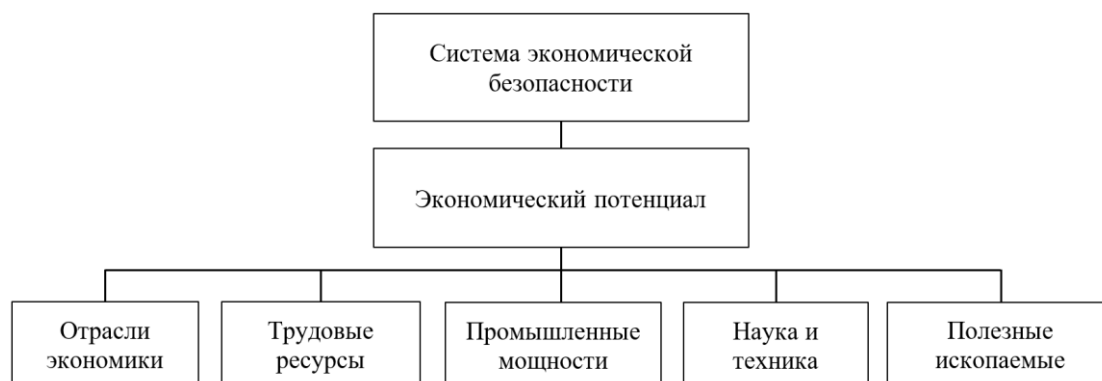 Система экономической
безопасности
Экономический потенциал
Отрасли
экономики
Трудовые
ресурсы
Промышленные
мощности
Наука и
техника
Полезные
ископаемые